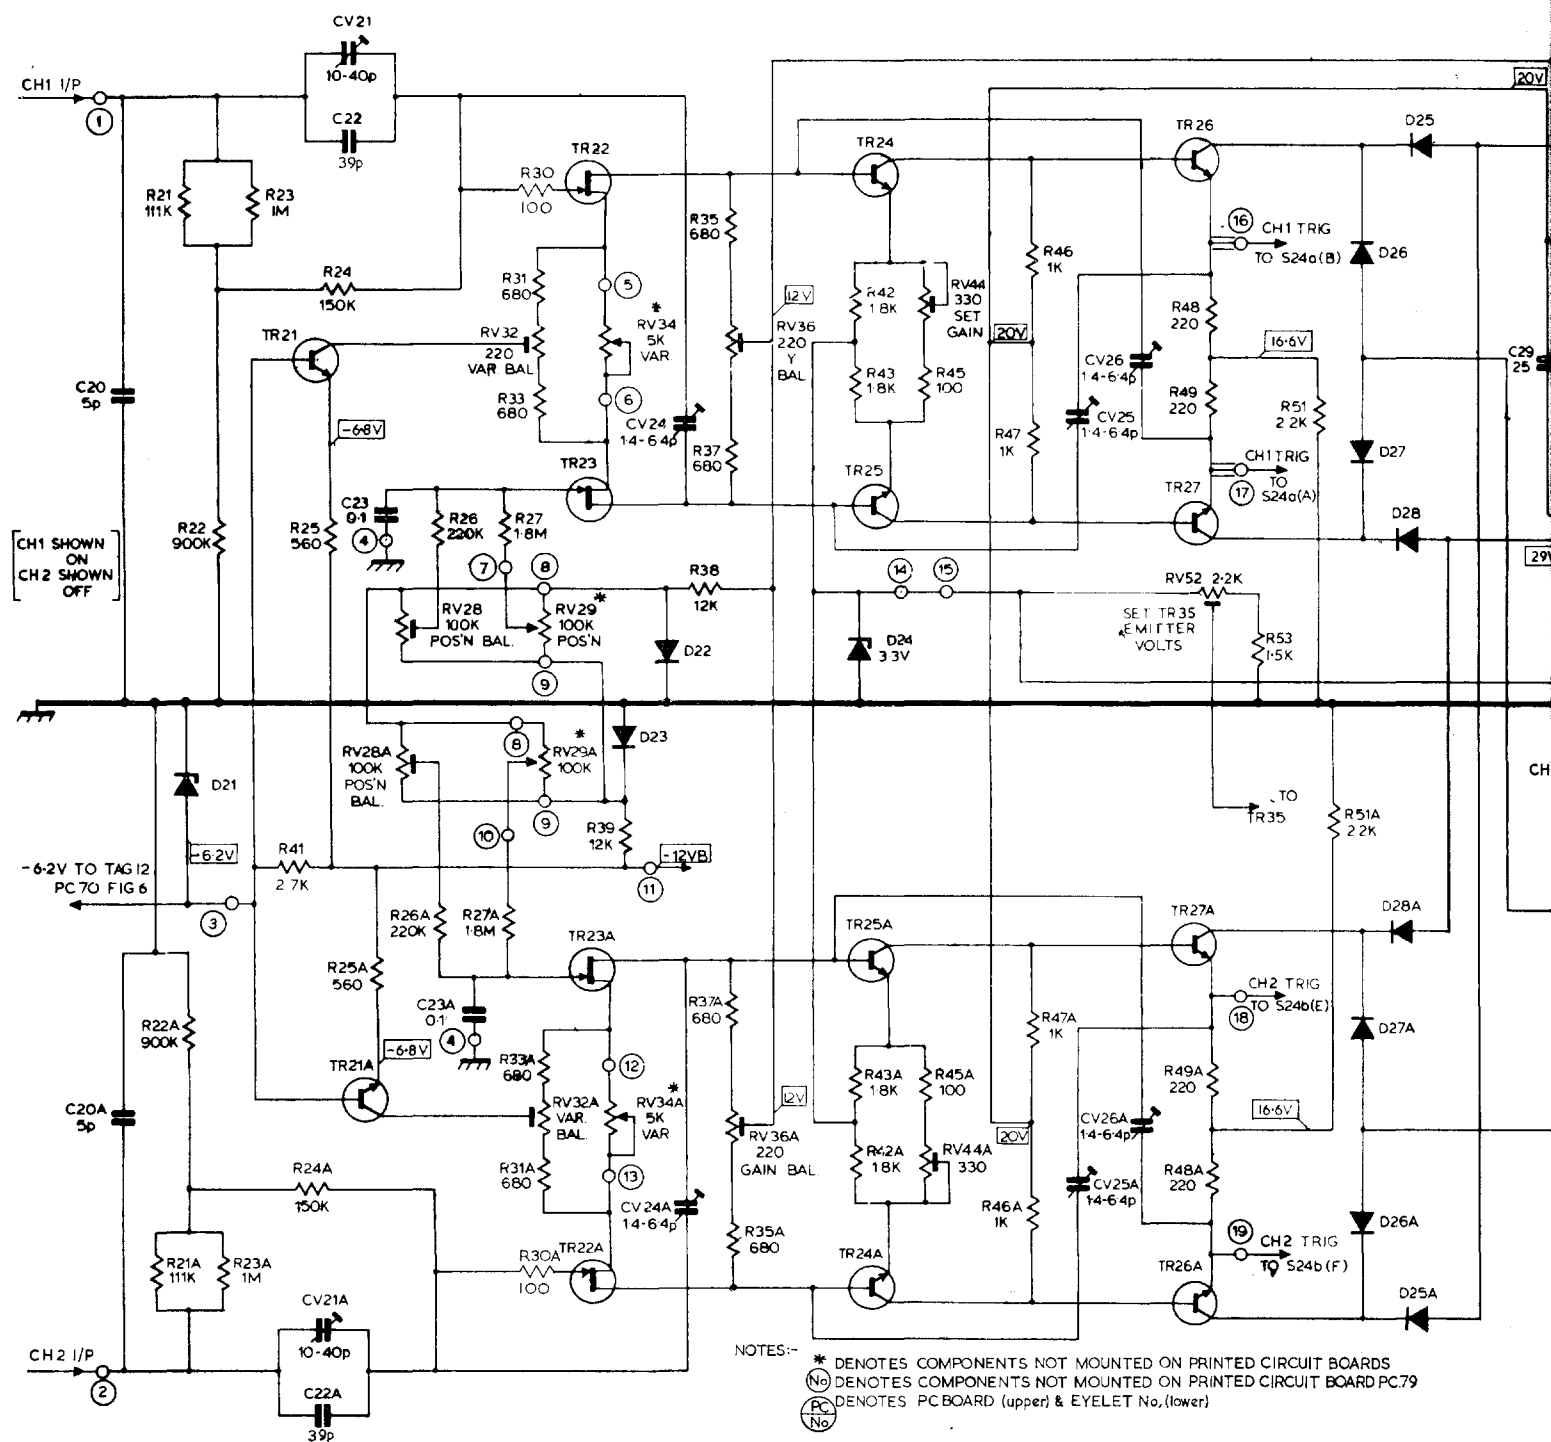 CV21
10-40p
CH1 I/P
1
C22
39p
20V
D25
TR26
TR24
TR22
R30
100
R21
111K
R23
1M
R35
680
16
CH1 TRIG
TO S24a(B)
D26
R46
1K
R24
150K
R31
680
5
*
RV34
5K
VAR.
12V
R42
1.8K
RV44
330
SET
GAIN
R48
220
TR21
RV32
220
VAR BAL.
RV36
220
Y
BAL
20V
16.6V
C29
25
C20
5p
R33
680
6
R43
1.8K
R45
100
CV26
1.4-6.4p
R49
220
R51
2.2K
-6.8V
CV24
1.4-6.4p
CV25
1.4-6.4p
R47
1K
R37
680
D27
TR23
TR25
CH1 TRIG
TO
S24a(A)
17
TR27
C23
0.1
4
R26
220K
R27
1.8M
R22
900K
R25
560
D28
CH1 SHOWN
ON
CH2 SHOWN
OFF
29V
7
8
R38
12K
14
15
RV52 2.2K
RV28
100K
POS'N BAL.
RV29
*
100K
POS'N
SET TR35
EMITTER
VOLTS
R53
1.5K
D22
D24
3.3V
9
8
*
D23
RV28A
100K
POS'N
BAL.
RV29A
100K
D21
9
TO
TR35
R51A
2.2K
CH
10
R39
12K
-6.2V
R41
2.7K
-12VB
11
-6.2V TO TAG 12
PC70 FIG 6
3
R26A
220K
R27A
1.8M
TR23A
TR25A
TR27A
D28A
R25A
560
C23A
0.1
4
R37A
680
CH2 TRIG
TO S24b(E)
18
R22A
900K
R47A
1K
D27A
-6.8V
TR21A
R33A
680
12
*
R43A
1.8K
R45A
100
R49A
220
C20A
5p
RV32A
VAR.
BAL.
RV34A
5K
VAR
12V
RV36A
220
GAIN BAL.
20V
CV26A
1.4-6.4p
16.6V
R31A
680
13
R42A
1.8K
RV44A
330
R48A
220
R24A
150K
CV24A
1.4-6.4p
CV25A
1.4-6.4p
R46A
1K
R35A
680
D26A
R21A
111K
R23A
1M
R30A
100
TR22A
TR24A
19
CH2 TRIG
TO S24b(F)
TR26A
CV21A
10-40p
D25A
CH2 I/P
2
C22A
39p
NOTES:-
* DENOTES COMPONENTS NOT MOUNTED ON PRINTED CIRCUIT BOARDS
No DENOTES COMPONENTS NOT MOUNTED ON PRINTED CIRCUIT BOARD PC.79
PC No. DENOTES PCBOARD (upper) & EYELET No, (lower)